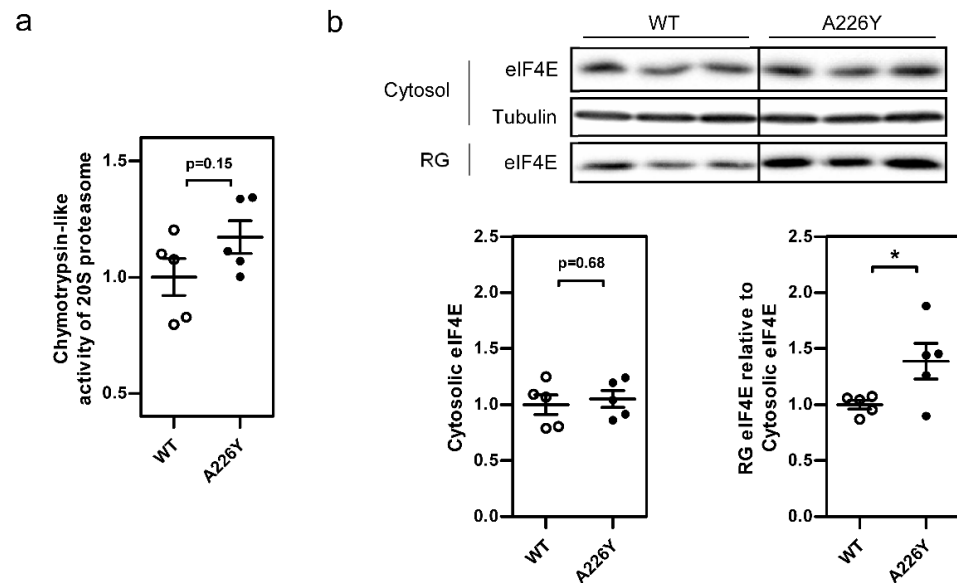 a
Chymotrypsin-like
activity of 20S proteasome
1.5
1.0
0.5
p=0.15
WT
A226Y
b
WT
A226Y
Cytosol
eIF4E
Tubulin
RG
eIF4E
Cytosolic eIF4E
2.5
2.0
1.5
1.0
0.5
0.0
p=0.68
WT
A226Y
RG eIF4E relative to
Cytosolic eIF4E
2.5
2.0
1.5
1.0
0.5
0.0
*
WT
A226Y